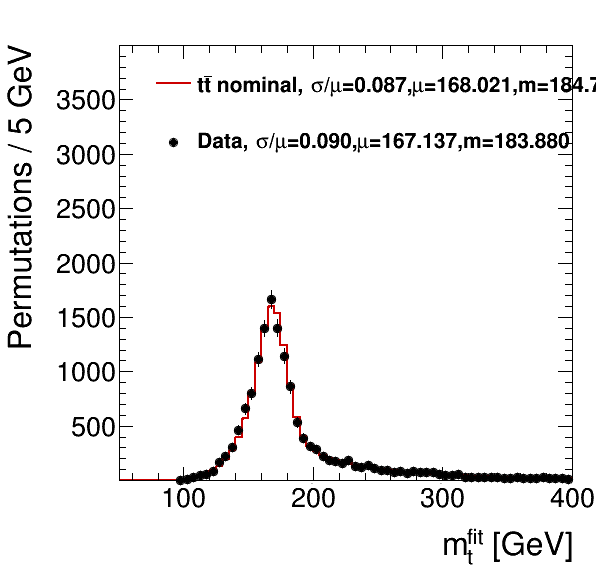 tt̄ nominal, σ/μ=0.087,μ=168.021,m=184.7
Data, σ/μ=0.090,μ=167.137,m=183.880
Permutations / 5 GeV
3500
3000
2500
2000
1500
1000
500
100 200 300 400
m_t^fit [GeV]